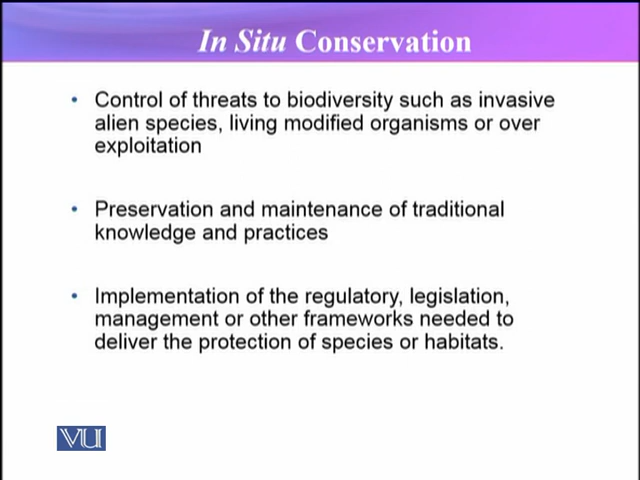 In Situ Conservation
• Control of threats to biodiversity such as invasive
alien species, living modified organisms or over
exploitation
• Preservation and maintenance of traditional
knowledge and practices
• Implementation of the regulatory, legislation,
management or other frameworks needed to
deliver the protection of species or habitats.
VU